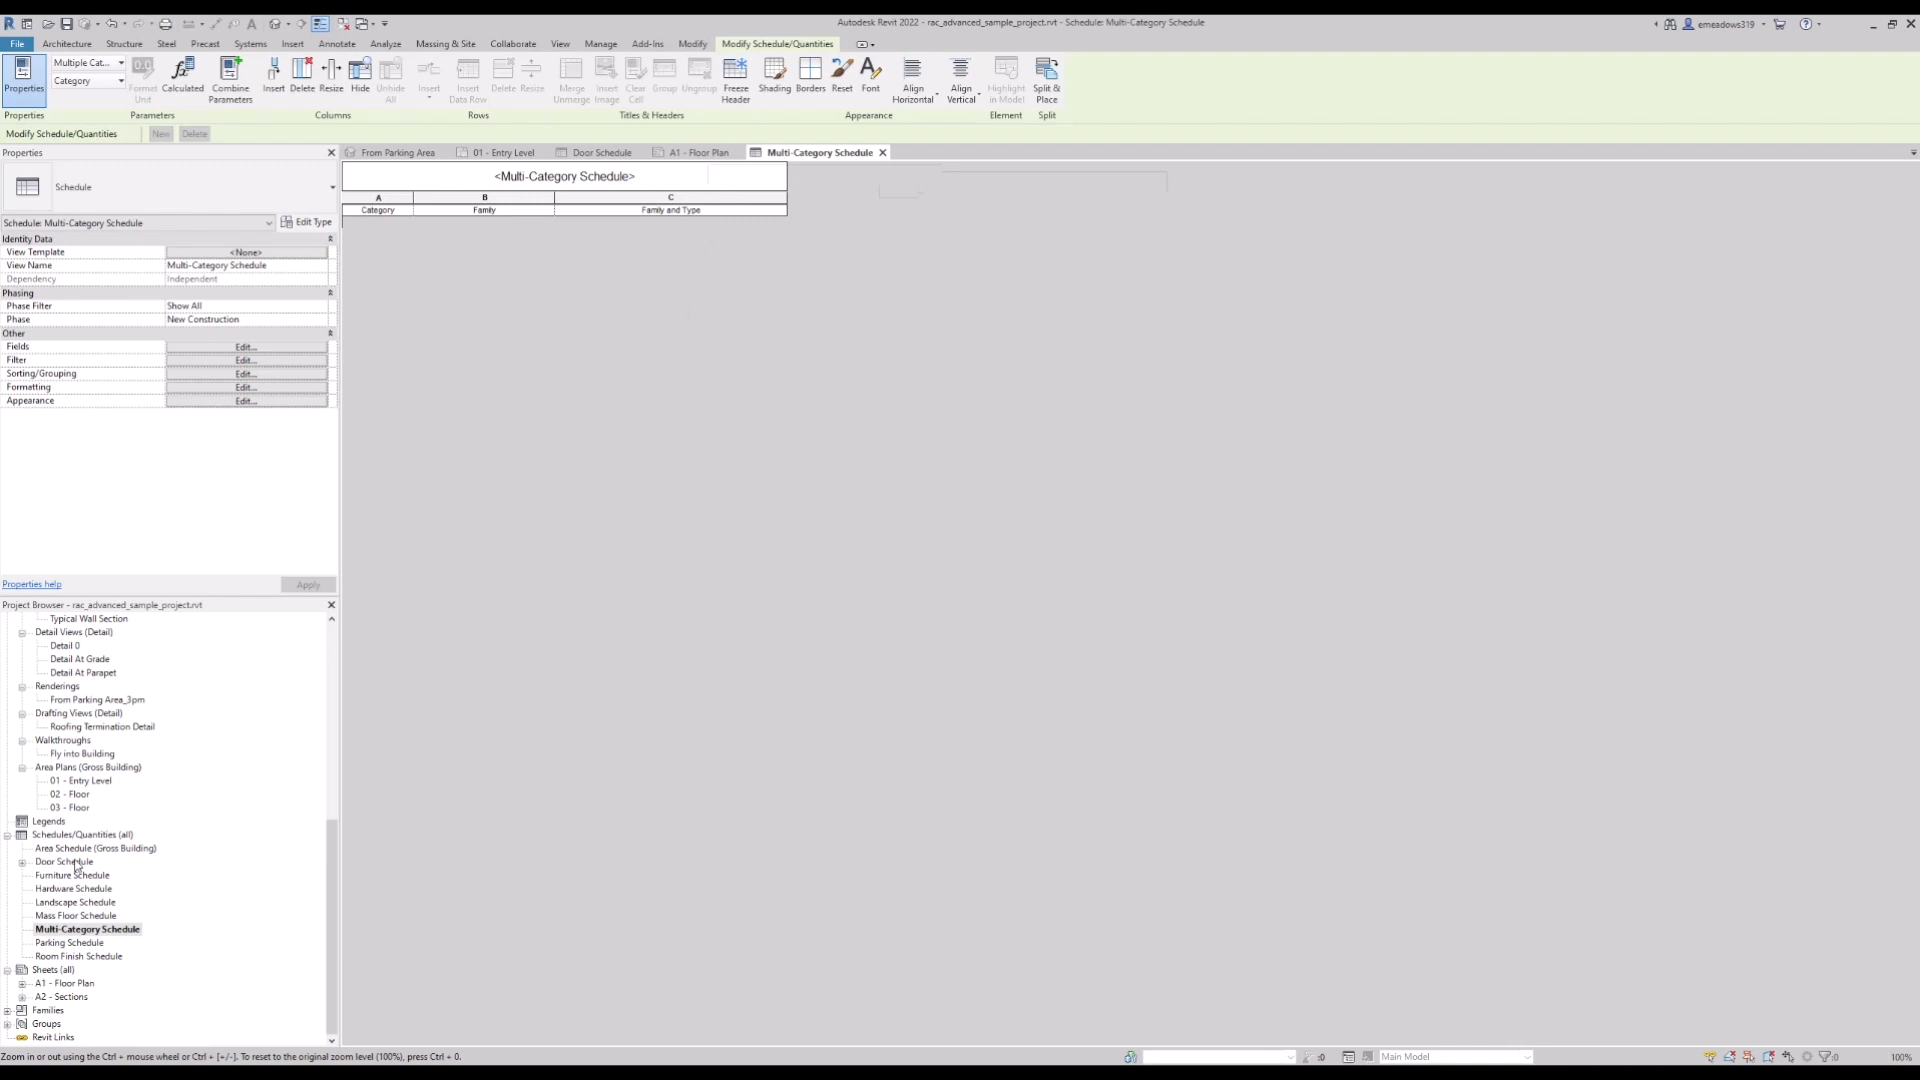 Autodesk Revit 2022 - rac_advanced_sample_project.rvt - Schedule: Multi-Category Schedule
emeadows319
File Architecture Structure Steel Precast Systems Insert Annotate Analyze Massing & Site Collaborate View Manage Add-Ins Modify Modify Schedule/Quantities
Multiple Cat...
Category
Properties Format Unit Calculated Combine Parameters Insert Delete Resize Hide Unhide All Insert Insert Data Row Delete Resize Merge Unmerge Insert Image Clear Cell Group Ungroup Freeze Header Shading Borders Reset Font Align Horizontal Align Vertical Highlight in Model Split & Place
Properties Parameters Columns Rows Titles & Headers Appearance Element Split
Modify Schedule/Quantities New Delete
Properties
From Parking Area 01 - Entry Level Door Schedule A1 - Floor Plan Multi-Category Schedule
Schedule
Schedule: Multi-Category Schedule Edit Type
Identity Data
View Template <None>
View Name Multi-Category Schedule
Dependency Independent
Phasing
Phase Filter Show All
Phase New Construction
Other
Fields Edit...
Filter Edit...
Sorting/Grouping Edit...
Formatting Edit...
Appearance Edit...
<Multi-Category Schedule>
A B C
Category Family Family and Type
Properties help Apply
Project Browser - rac_advanced_sample_project.rvt
Typical Wall Section
Detail Views (Detail)
Detail 0
Detail At Grade
Detail At Parapet
Renderings
From Parking Area_3pm
Drafting Views (Detail)
Roofing Termination Detail
Walkthroughs
Fly into Building
Area Plans (Gross Building)
01 - Entry Level
02 - Floor
03 - Floor
Legends
Schedules/Quantities (all)
Area Schedule (Gross Building)
Door Schedule
Furniture Schedule
Hardware Schedule
Landscape Schedule
Mass Floor Schedule
Multi-Category Schedule
Parking Schedule
Room Finish Schedule
Sheets (all)
A1 - Floor Plan
A2 - Sections
Families
Groups
Revit Links
Zoom in or out using the Ctrl + mouse wheel or Ctrl + [+/-]. To reset to the original zoom level (100%), press Ctrl + 0.
:0 Main Model :0 100%